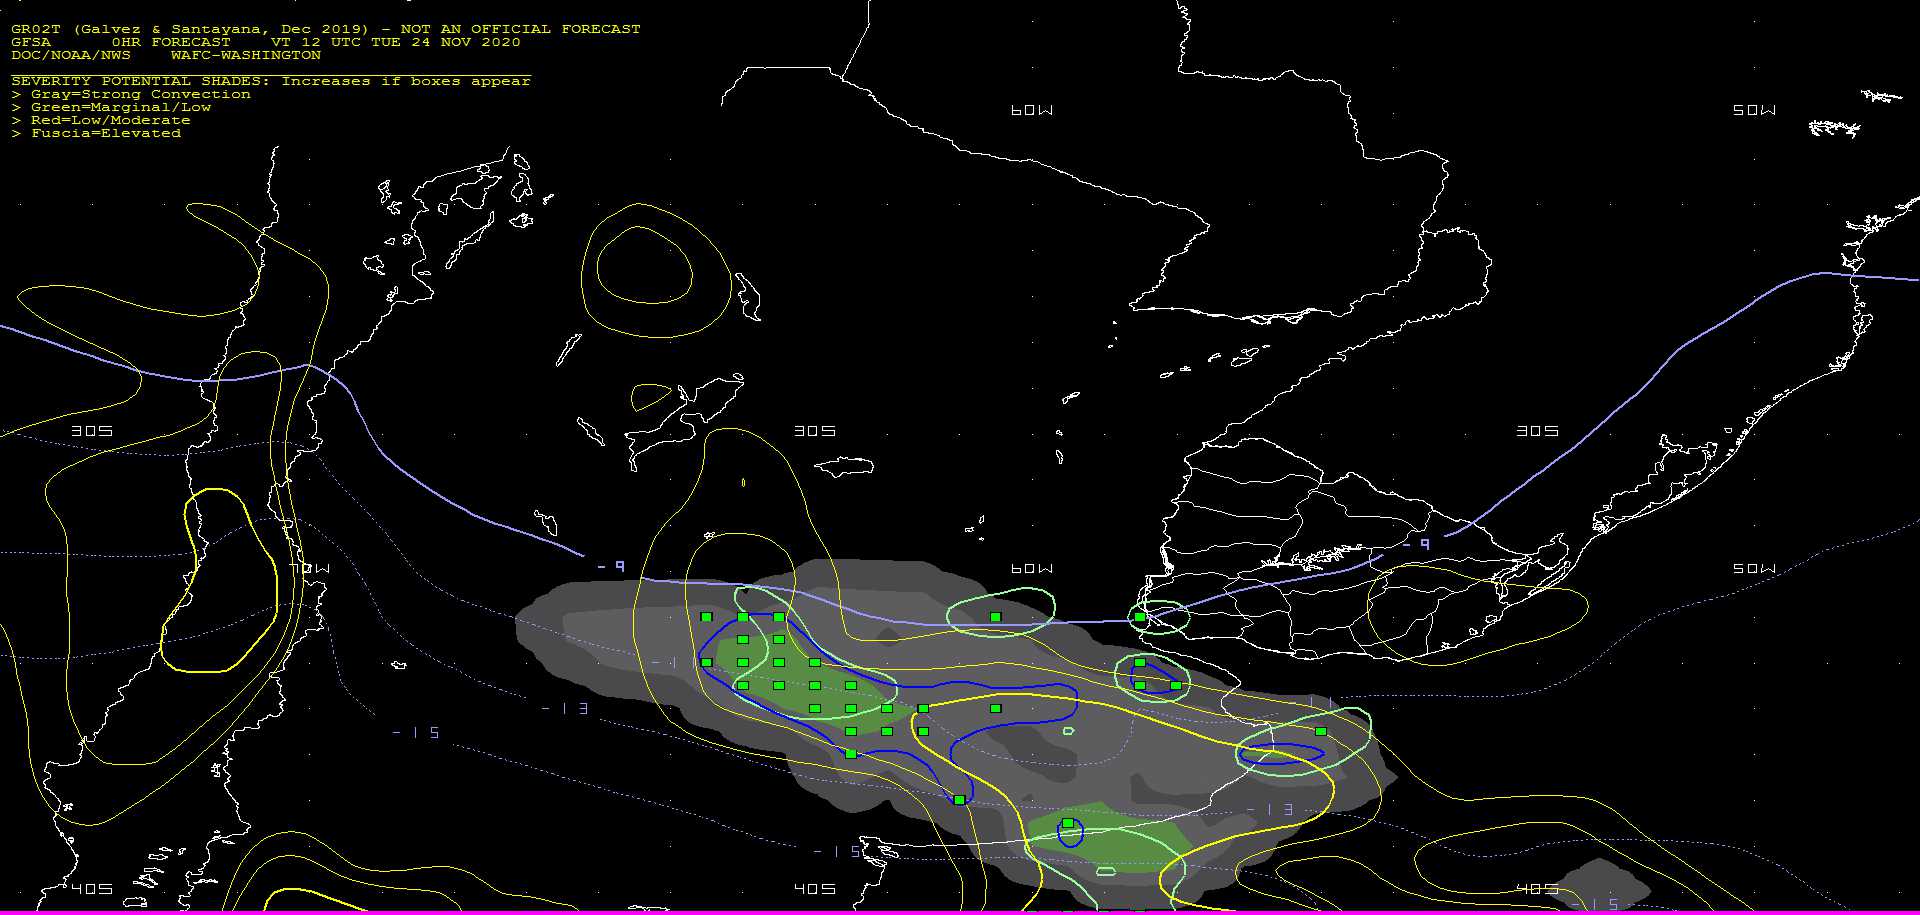 GR02T (Galvez & Santayana, Dec 2019) - NOT AN OFFICIAL FORECAST
GFSA 0HR FORECAST VT 12 UTC TUE 24 NOV 2020
DOC/NOAA/NWS WAFC-WASHINGTON
SEVERITY POTENTIAL SHADES: Increases if boxes appear
> Gray=Strong Convection
> Green=Marginal/Low
> Red=Low/Moderate
> Fuscia=Elevated
60W
50W
30S
30S
30S
-9
-9
70W
60W
50W
-11
-13
-15
-13
-15
40S
40S
40S
-15